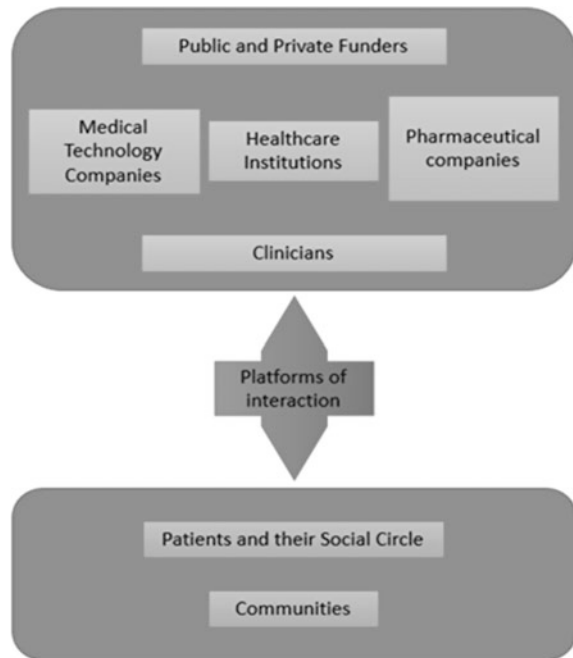 Public and Private Funders
Medical
Technology
Companies
Healthcare
Institutions
Pharmaceutical
companies
Clinicians
Platforms of
interaction
Patients and their Social Circle
Communities